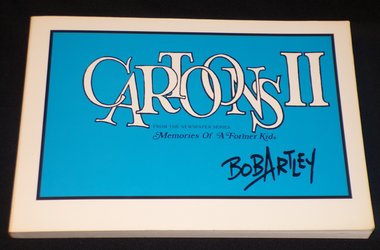 CARTOONS II
FROM THE NEWSPAPER SERIES
Memories Of A Former Kid
BOB ARTLEY